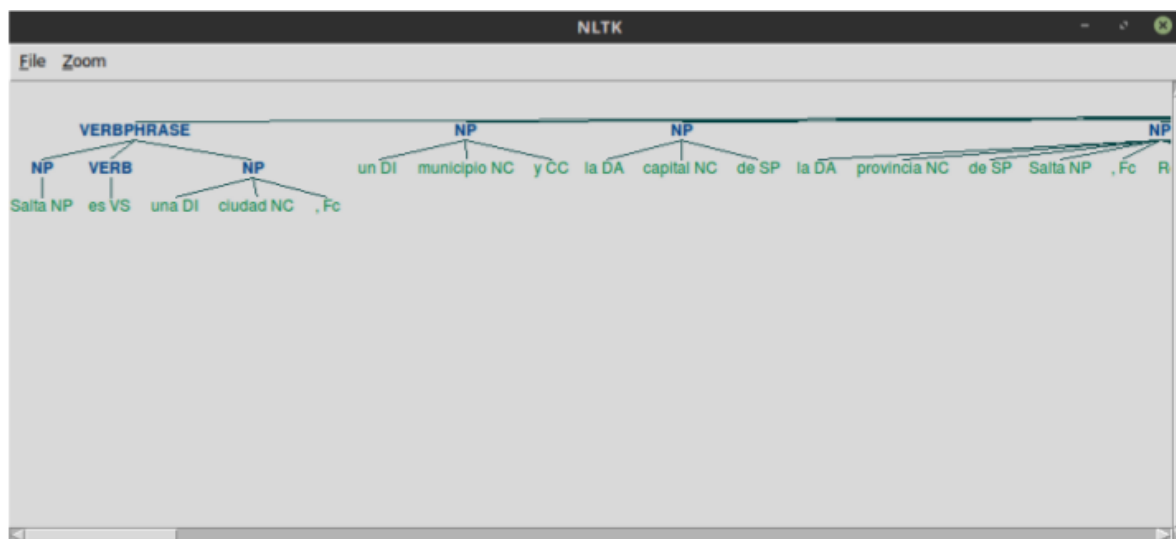 NLTK
File Zoom
VERBPHRASE NP NP NP
NP VERB NP un DI municipio NC y CC la DA capital NC de SP la DA provincia NC de SP Salta NP , Fc
Salta NP es VS una DI ciudad NC , Fc